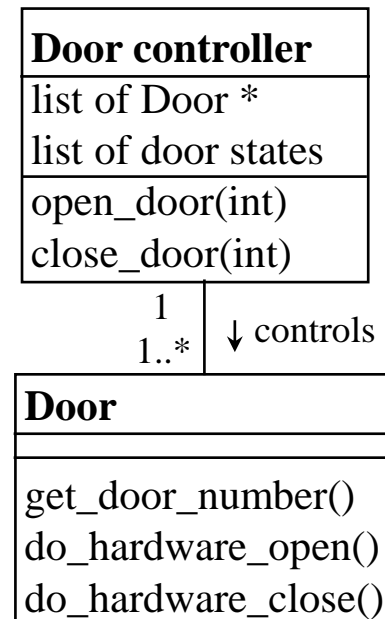 Door controller
list of Door *
list of door states
open_door(int)
close_door(int)
1
1..* ↓ controls
Door
get_door_number()
do_hardware_open()
do_hardware_close()